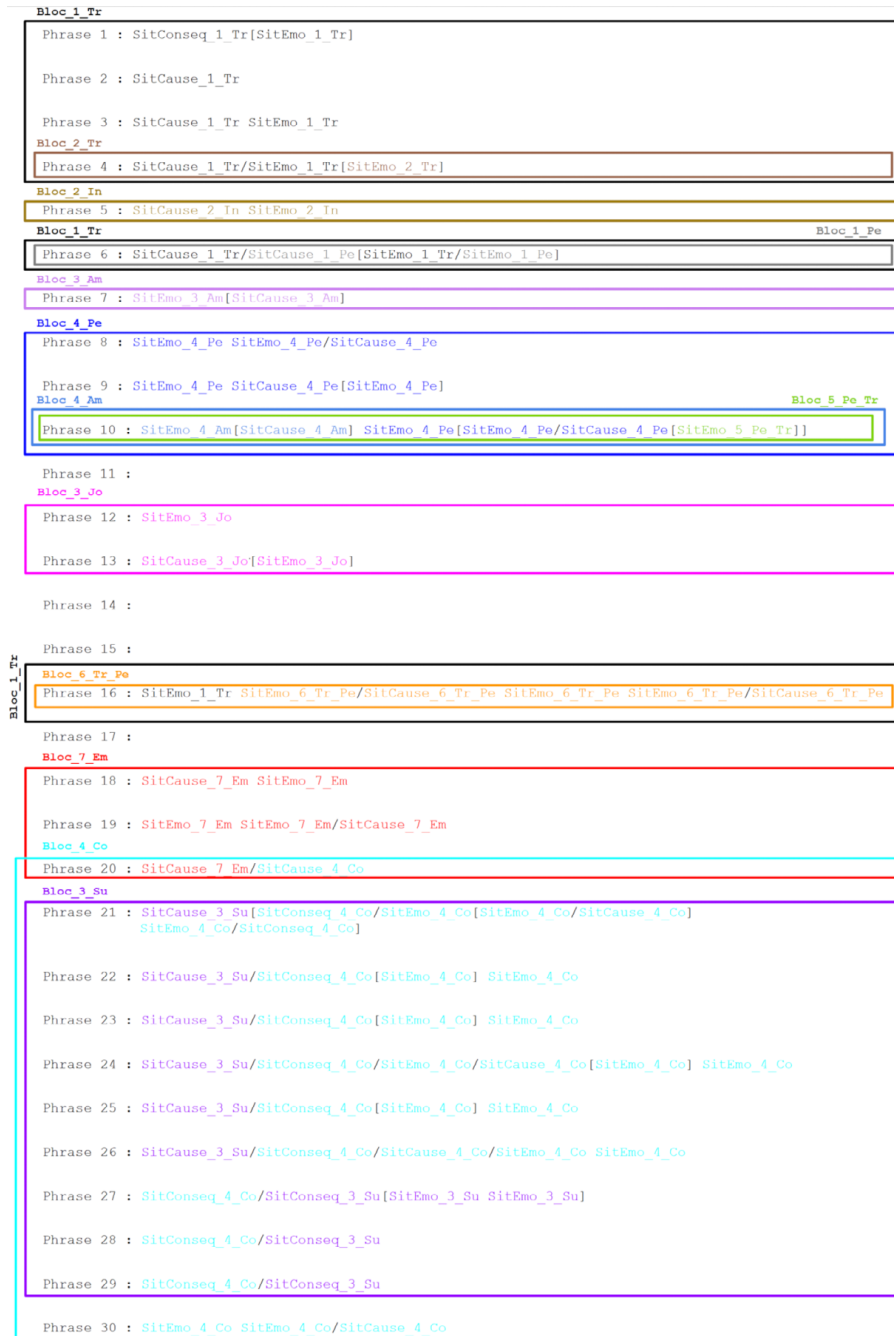 Bloc_1_Tr
Phrase 1 : SitConseq_1_Tr[SitEmo_1_Tr]
Phrase 2 : SitCause_1_Tr
Phrase 3 : SitCause_1_Tr SitEmo_1_Tr
Bloc_2_Tr
Phrase 4 : SitCause_1_Tr/SitEmo_1_Tr[SitEmo_2_Tr]
Bloc_2_In
Phrase 5 : SitCause_2_In SitEmo_2_In
Bloc_1_Tr Bloc_1_Pe
Phrase 6 : SitCause_1_Tr/SitCause_1_Pe[SitEmo_1_Tr/SitEmo_1_Pe]
Bloc_3_Am
Phrase 7 : SitEmo_3_Am[SitCause_3_Am]
Bloc_4_Pe
Phrase 8 : SitEmo_4_Pe SitEmo_4_Pe/SitCause_4_Pe
Phrase 9 : SitEmo_4_Pe SitCause_4_Pe[SitEmo_4_Pe]
Bloc_4_Am Bloc_5_Pe_Tr
Phrase 10 : SitEmo_4_Am[SitCause_4_Am] SitEmo_4_Pe[SitEmo_4_Pe/SitCause_4_Pe[SitEmo_5_Pe_Tr]]
Phrase 11 :
Bloc_3_Jo
Phrase 12 : SitEmo_3_Jo
Phrase 13 : SitCause_3_Jo[SitEmo_3_Jo]
Phrase 14 :
Phrase 15 :
Bloc_1_Tr
Bloc_6_Tr_Pe
Phrase 16 : SitEmo_1_Tr SitEmo_6_Tr_Pe/SitCause_6_Tr_Pe SitEmo_6_Tr_Pe SitEmo_6_Tr_Pe/SitCause_6_Tr_Pe
Phrase 17 :
Bloc_7_Em
Phrase 18 : SitCause_7_Em SitEmo_7_Em
Phrase 19 : SitEmo_7_Em SitEmo_7_Em/SitCause_7_Em
Bloc_4_Co
Phrase 20 : SitCause_7_Em/SitCause_4_Co
Bloc_3_Su
Phrase 21 : SitCause_3_Su[SitConseq_4_Co/SitEmo_4_Co[SitEmo_4_Co/SitCause_4_Co]
SitEmo_4_Co/SitConseq_4_Co]
Phrase 22 : SitCause_3_Su/SitConseq_4_Co[SitEmo_4_Co] SitEmo_4_Co
Phrase 23 : SitCause_3_Su/SitConseq_4_Co[SitEmo_4_Co] SitEmo_4_Co
Phrase 24 : SitCause_3_Su/SitConseq_4_Co/SitEmo_4_Co/SitCause_4_Co[SitEmo_4_Co] SitEmo_4_Co
Phrase 25 : SitCause_3_Su/SitConseq_4_Co[SitEmo_4_Co] SitEmo_4_Co
Phrase 26 : SitCause_3_Su/SitConseq_4_Co/SitCause_4_Co/SitEmo_4_Co SitEmo_4_Co
Phrase 27 : SitConseq_4_Co/SitConseq_3_Su[SitEmo_3_Su SitEmo_3_Su]
Phrase 28 : SitConseq_4_Co/SitConseq_3_Su
Phrase 29 : SitConseq_4_Co/SitConseq_3_Su
Phrase 30 : SitEmo_4_Co SitEmo_4_Co/SitCause_4_Co